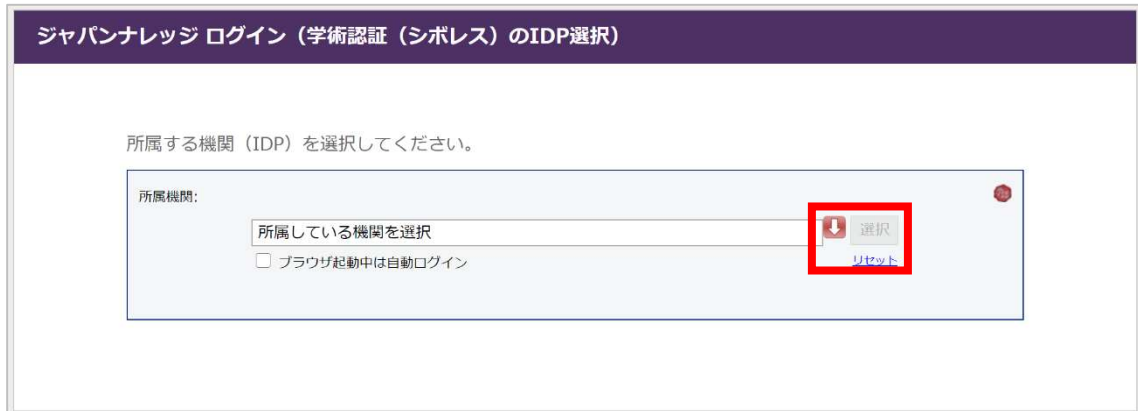 ジャパンナレッジ ログイン（学術認証（シボレス）のIDP選択）
所属する機関（IDP）を選択してください。
所属機関:
所属している機関を選択
選択
ブラウザ起動中は自動ログイン
リセット